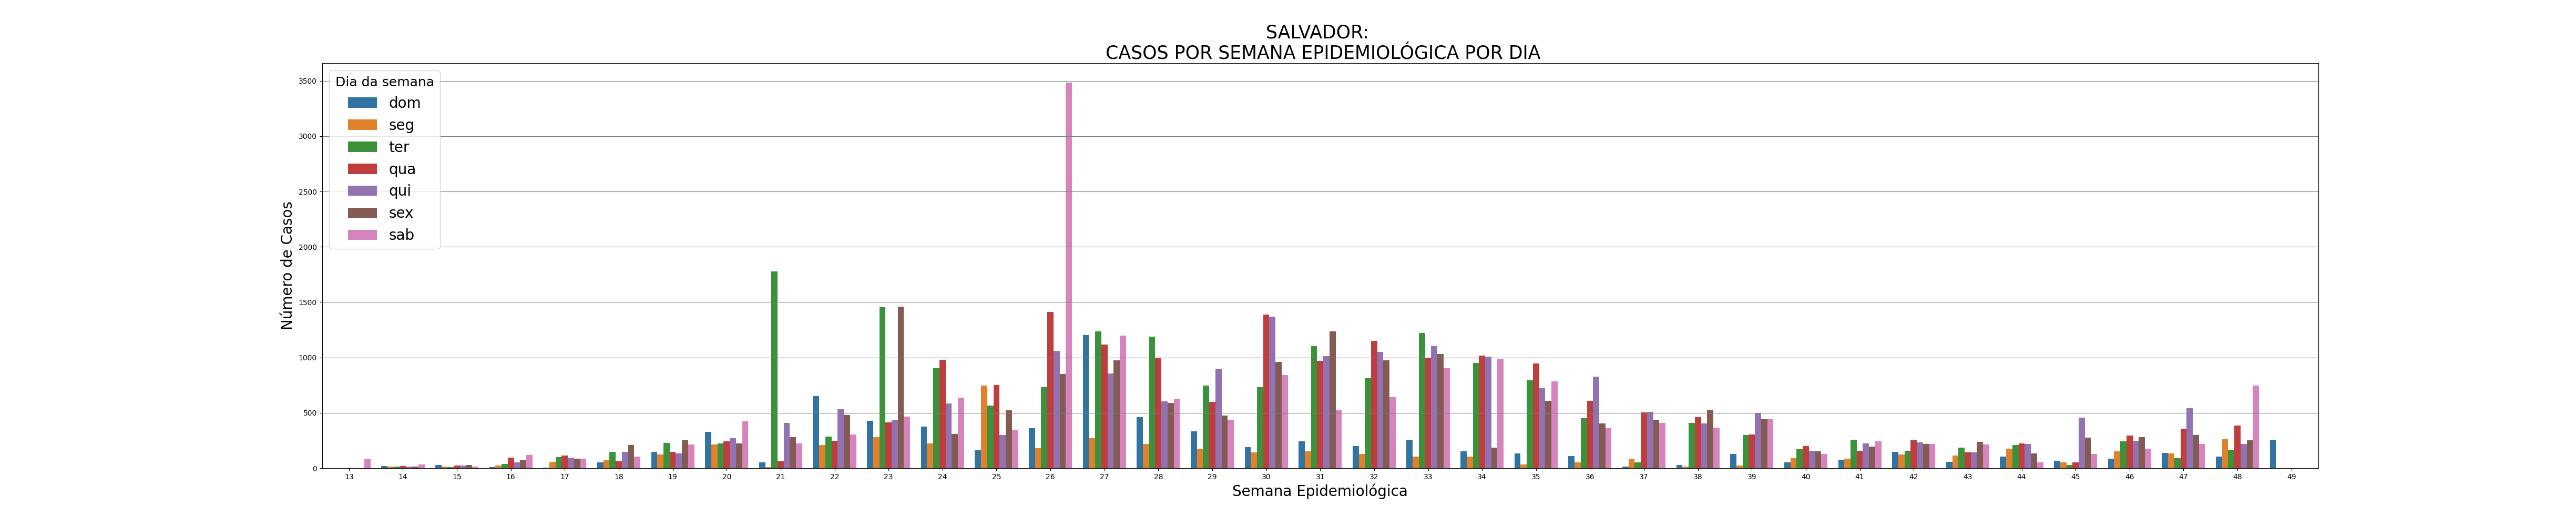 SALVADOR:
CASOS POR SEMANA EPIDEMIOLÓGICA POR DIA
Dia da semana
dom
seg
ter
qua
qui
sex
sab
Número de Casos
3500
3000
2500
2000
1500
1000
500
0
13 14 15 16 17 18 19 20 21 22 23 24 25 26 27 28 29 30 31 32 33 34 35 36 37 38 39 40 41 42 43 44 45 46 47 48 49
Semana Epidemiológica